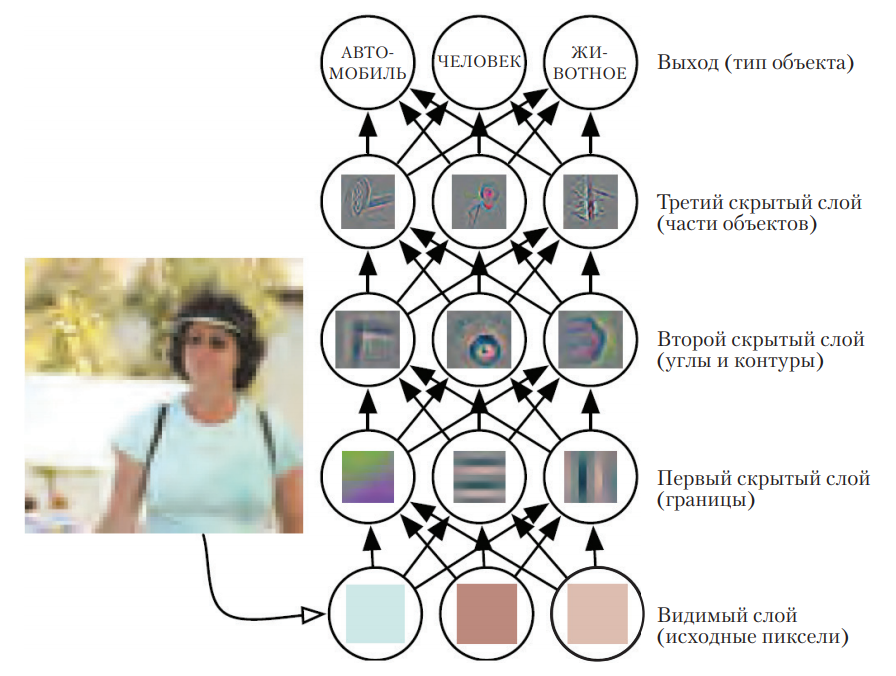 АВТО-
МОБИЛЬ
ЧЕЛОВЕК
ЖИ-
ВОТНОЕ
Выход (тип объекта)
Третий скрытый слой
(части объектов)
Второй скрытый слой
(углы и контуры)
Первый скрытый слой
(границы)
Видимый слой
(исходные пиксели)